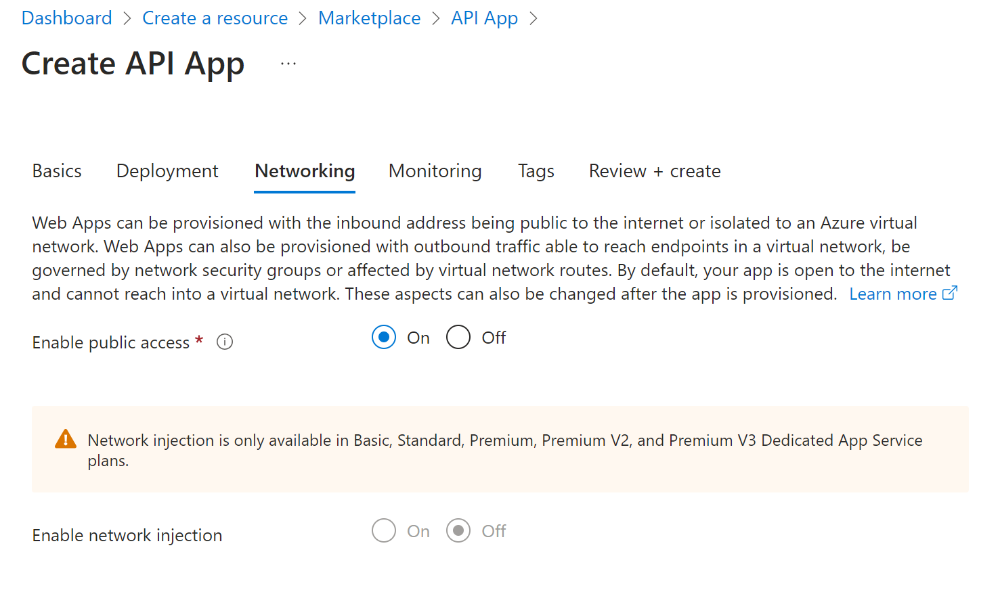 Dashboard > Create a resource > Marketplace > API App >
Create API App ...
Basics Deployment Networking Monitoring Tags Review + create
Web Apps can be provisioned with the inbound address being public to the internet or isolated to an Azure virtual
network. Web Apps can also be provisioned with outbound traffic able to reach endpoints in a virtual network, be
governed by network security groups or affected by virtual network routes. By default, your app is open to the internet
and cannot reach into a virtual network. These aspects can also be changed after the app is provisioned. Learn more
Enable public access * On Off
Network injection is only available in Basic, Standard, Premium, Premium V2, and Premium V3 Dedicated App Service
plans.
Enable network injection On Off